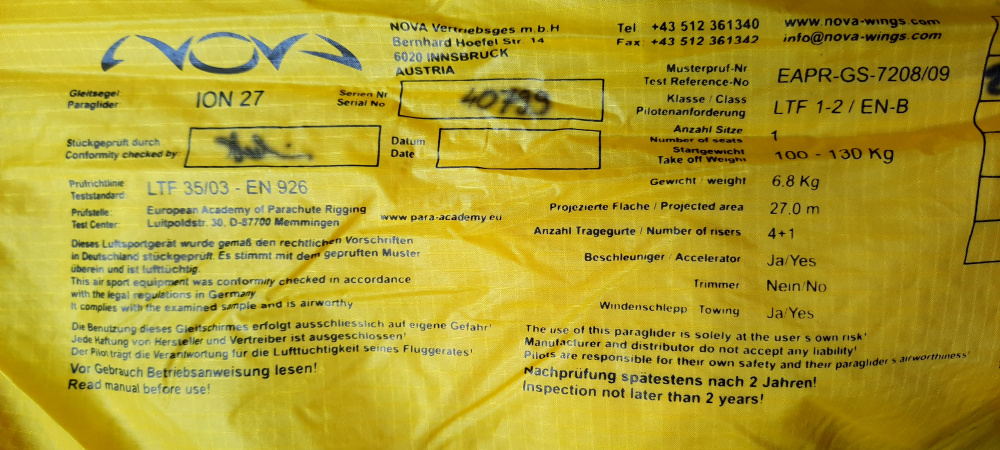 NOVA
NOVA Vertriebsges m.b.H
Bernhard Hoefel Str. 14
6020 INNSBRUCK
AUSTRIA
Tel +43 512 361340
Fax +43 512 361342
www.nova-wings.com
info@nova-wings.com
Gleitsegel
Paraglider
ION 27
Serien Nr
Serial No
40799
Musterpruf-Nr
Test Reference-No
EAPR-GS-7208/09
Klasse / Class
Pilotenanforderung
LTF 1-2 / EN-B
Stückgeprüft durch
Conformity checked by
Datum
Date
Anzahl Sitze
Number of seats
1
Startgewicht
Take off Weight
100 - 130 Kg
Prüfrichtlinie
Teststandard
LTF 35/03 - EN 926
Gewicht weight
6.8 Kg
Prüfstelle
Test Center:
European Academy of Parachute Rigging
Luitpoldstr. 30, D-87700 Memmingen
www.para-academy.eu
Projezierte Flache / Projected area
27.0 m
Anzahl Tragegurte / Number of risers
4+1
Beschleuniger / Accelerator
Ja/Yes
Trimmer
Nein/No
Windenschlepp Towing
Ja/Yes
Dieses Luftsportgerät wurde gemaß den rechtlichen Vorschriften
in Deutschland stückgeprüft. Es stimmt mit dem geprüften Muster
überein und ist lufttüchtig.
This air sport equipment was conformity checked in accordance
with the legal regulations in Germany
It complies with the examined sample and is airworthy
Die Benutzung dieses Gleitschirmes erfolgt ausschliesslich auf eigene Gefahr!
Jede Haftung von Hersteller und Vertreiber ist ausgeschlossen!
Der Pilot trägt die Verantwortung für die Lufttüchtigkeit seines Fluggerates!
Vor Gebrauch Betriebsanweisung lesen!
Read manual before use!
The use of this paraglider is solely at the user s own risk!
Manufacturer and distributor do not accept any liability!
Pilots are responsible for their own safety and their paraglider s airworthiness!
Nachprüfung spätestens nach 2 Jahren!
Inspection not later than 2 years!